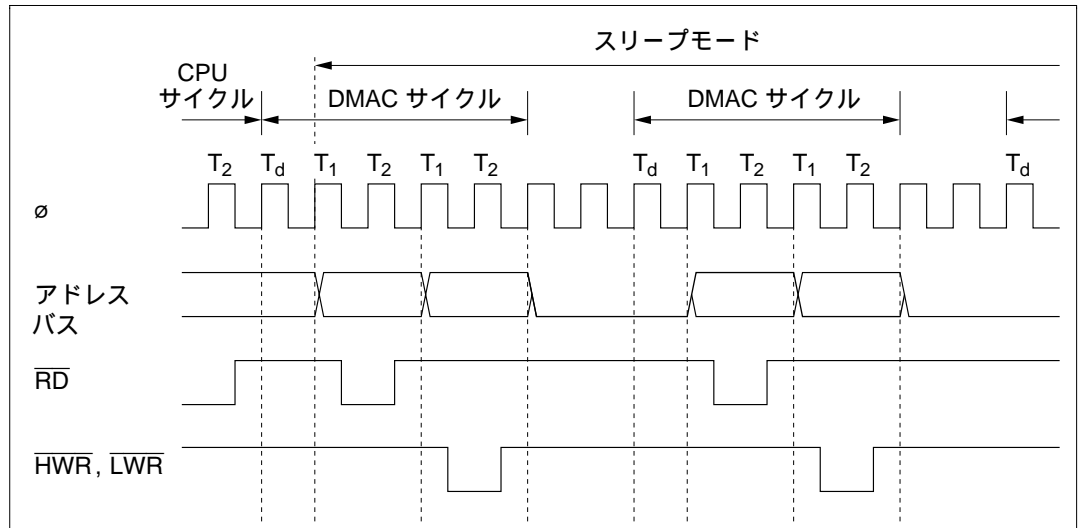 スリープモード
CPU
サイクル DMAC サイクル DMAC サイクル
T2 Td T1 T2 T1 T2 Td T1 T2 T1 T2 Td
ø
アドレス
バス
RD
HWR, LWR